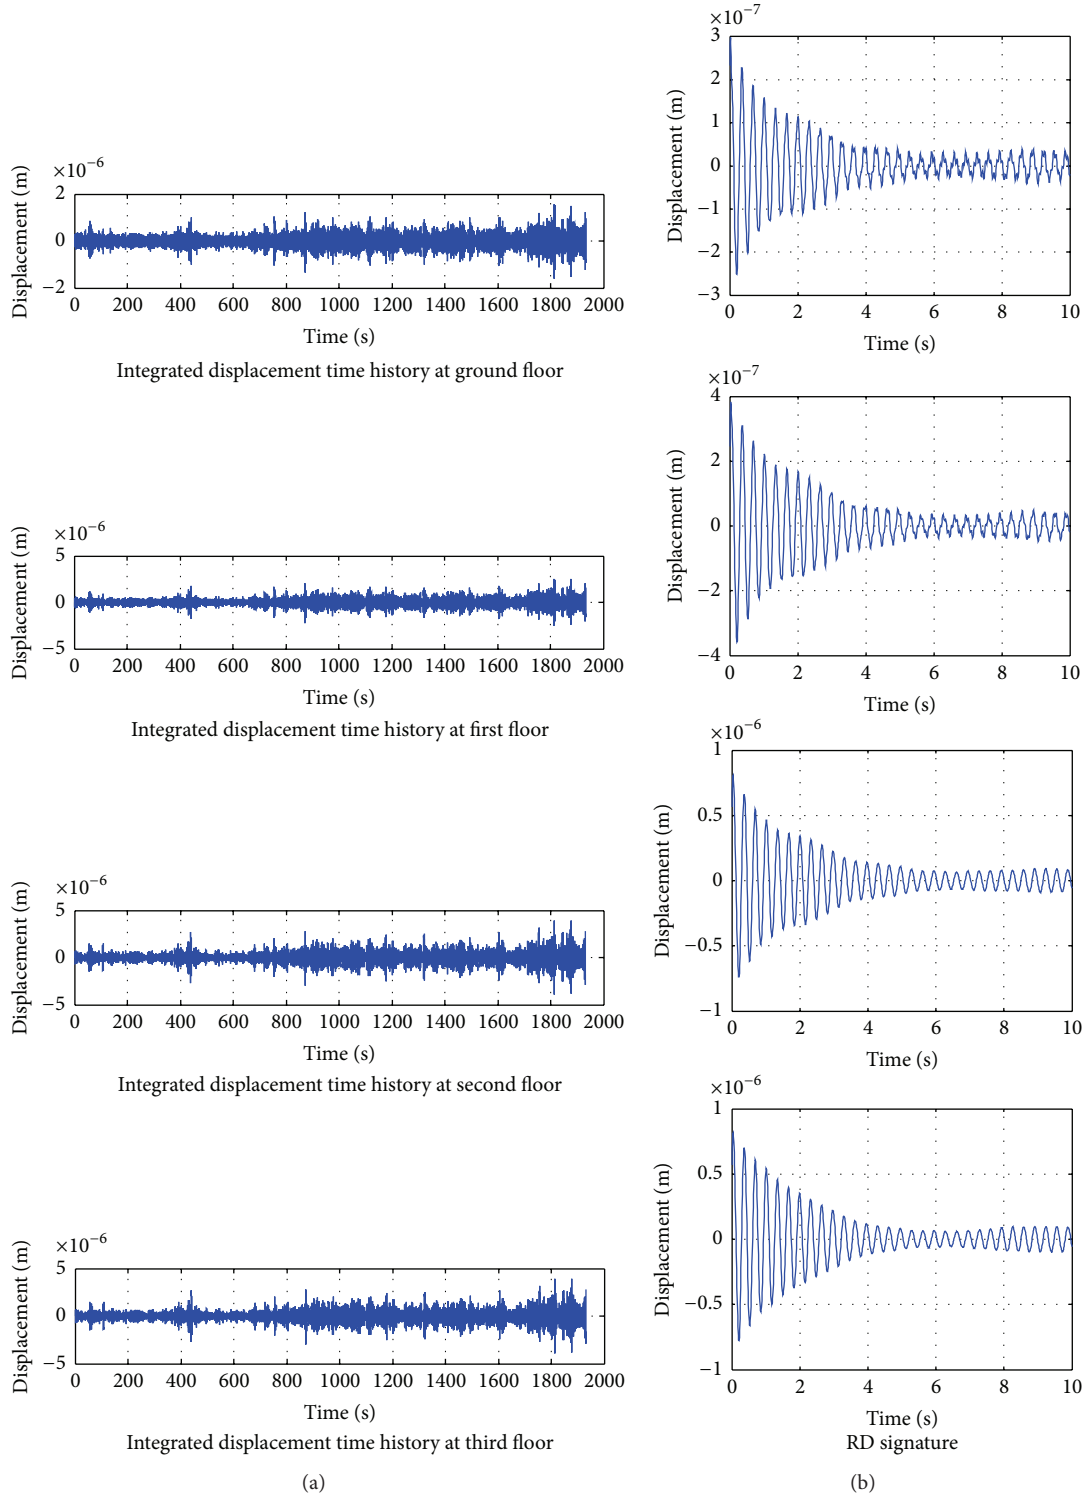 ×10−6
Displacement (m)
2
0
−2
0 200 400 600 800 1000 1200 1400 1600 1800 2000
Time (s)
Integrated displacement time history at ground floor
×10−6
Displacement (m)
5
0
−5
0 200 400 600 800 1000 1200 1400 1600 1800 2000
Time (s)
Integrated displacement time history at first floor
×10−6
Displacement (m)
5
0
−5
0 200 400 600 800 1000 1200 1400 1600 1800 2000
Time (s)
Integrated displacement time history at second floor
×10−6
Displacement (m)
5
0
−5
0 200 400 600 800 1000 1200 1400 1600 1800 2000
Time (s)
Integrated displacement time history at third floor
(a)
×10−7
Displacement (m)
3
2
1
0
−1
−2
−3
0 2 4 6 8 10
Time (s)
×10−7
Displacement (m)
4
2
0
−2
−4
0 2 4 6 8 10
Time (s)
×10−6
Displacement (m)
1
0.5
0
−0.5
−1
0 2 4 6 8 10
Time (s)
×10−6
Displacement (m)
1
0.5
0
−0.5
−1
0 2 4 6 8 10
Time (s)
RD signature
(b)